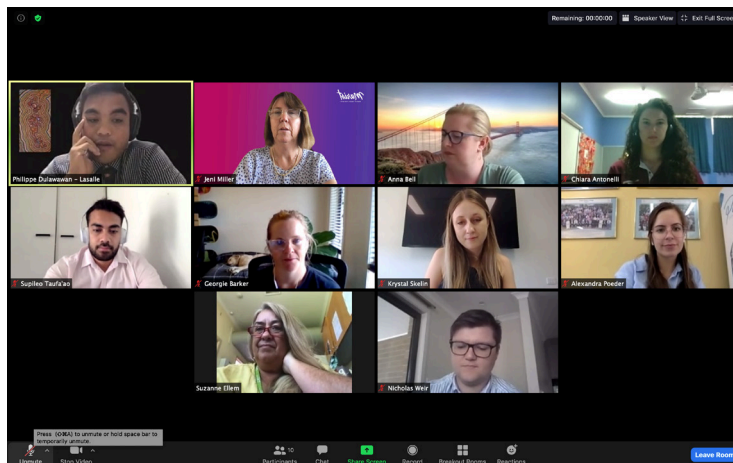 Remaining: 00:00:00
Speaker View
Exit Full Scree
Philippe Dulawawan - Lasalle
Jeni Miller
Anna Bell
Chiara Antonelli
Supileo Taufa'ao
Georgie Barker
Krystal Skelin
Alexandra Poeder
Suzanne Ellem
Nicholas Weir
Press (⇧⌘A) to unmute or hold space bar to
temporarily unmute.
Unmute
Stop Video
10
Participants
Chat
Share Screen
Record
Breakout Rooms
Reactions
Leave Room